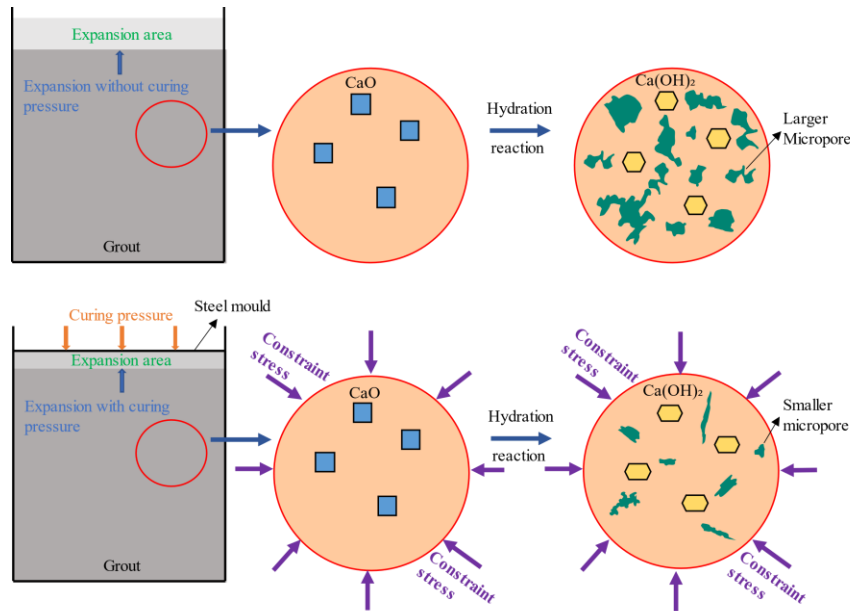 Expansion area
Expansion without curing
pressure
Grout
CaO
Hydration
reaction
Ca(OH)₂
Larger
Micropore
Curing pressure
Steel mould
Expansion area
Expansion with curing
pressure
Grout
Constraint
stress
CaO
Constraint
stress
Hydration
reaction
Constraint
stress
Ca(OH)₂
Smaller
micropore
Constraint
stress